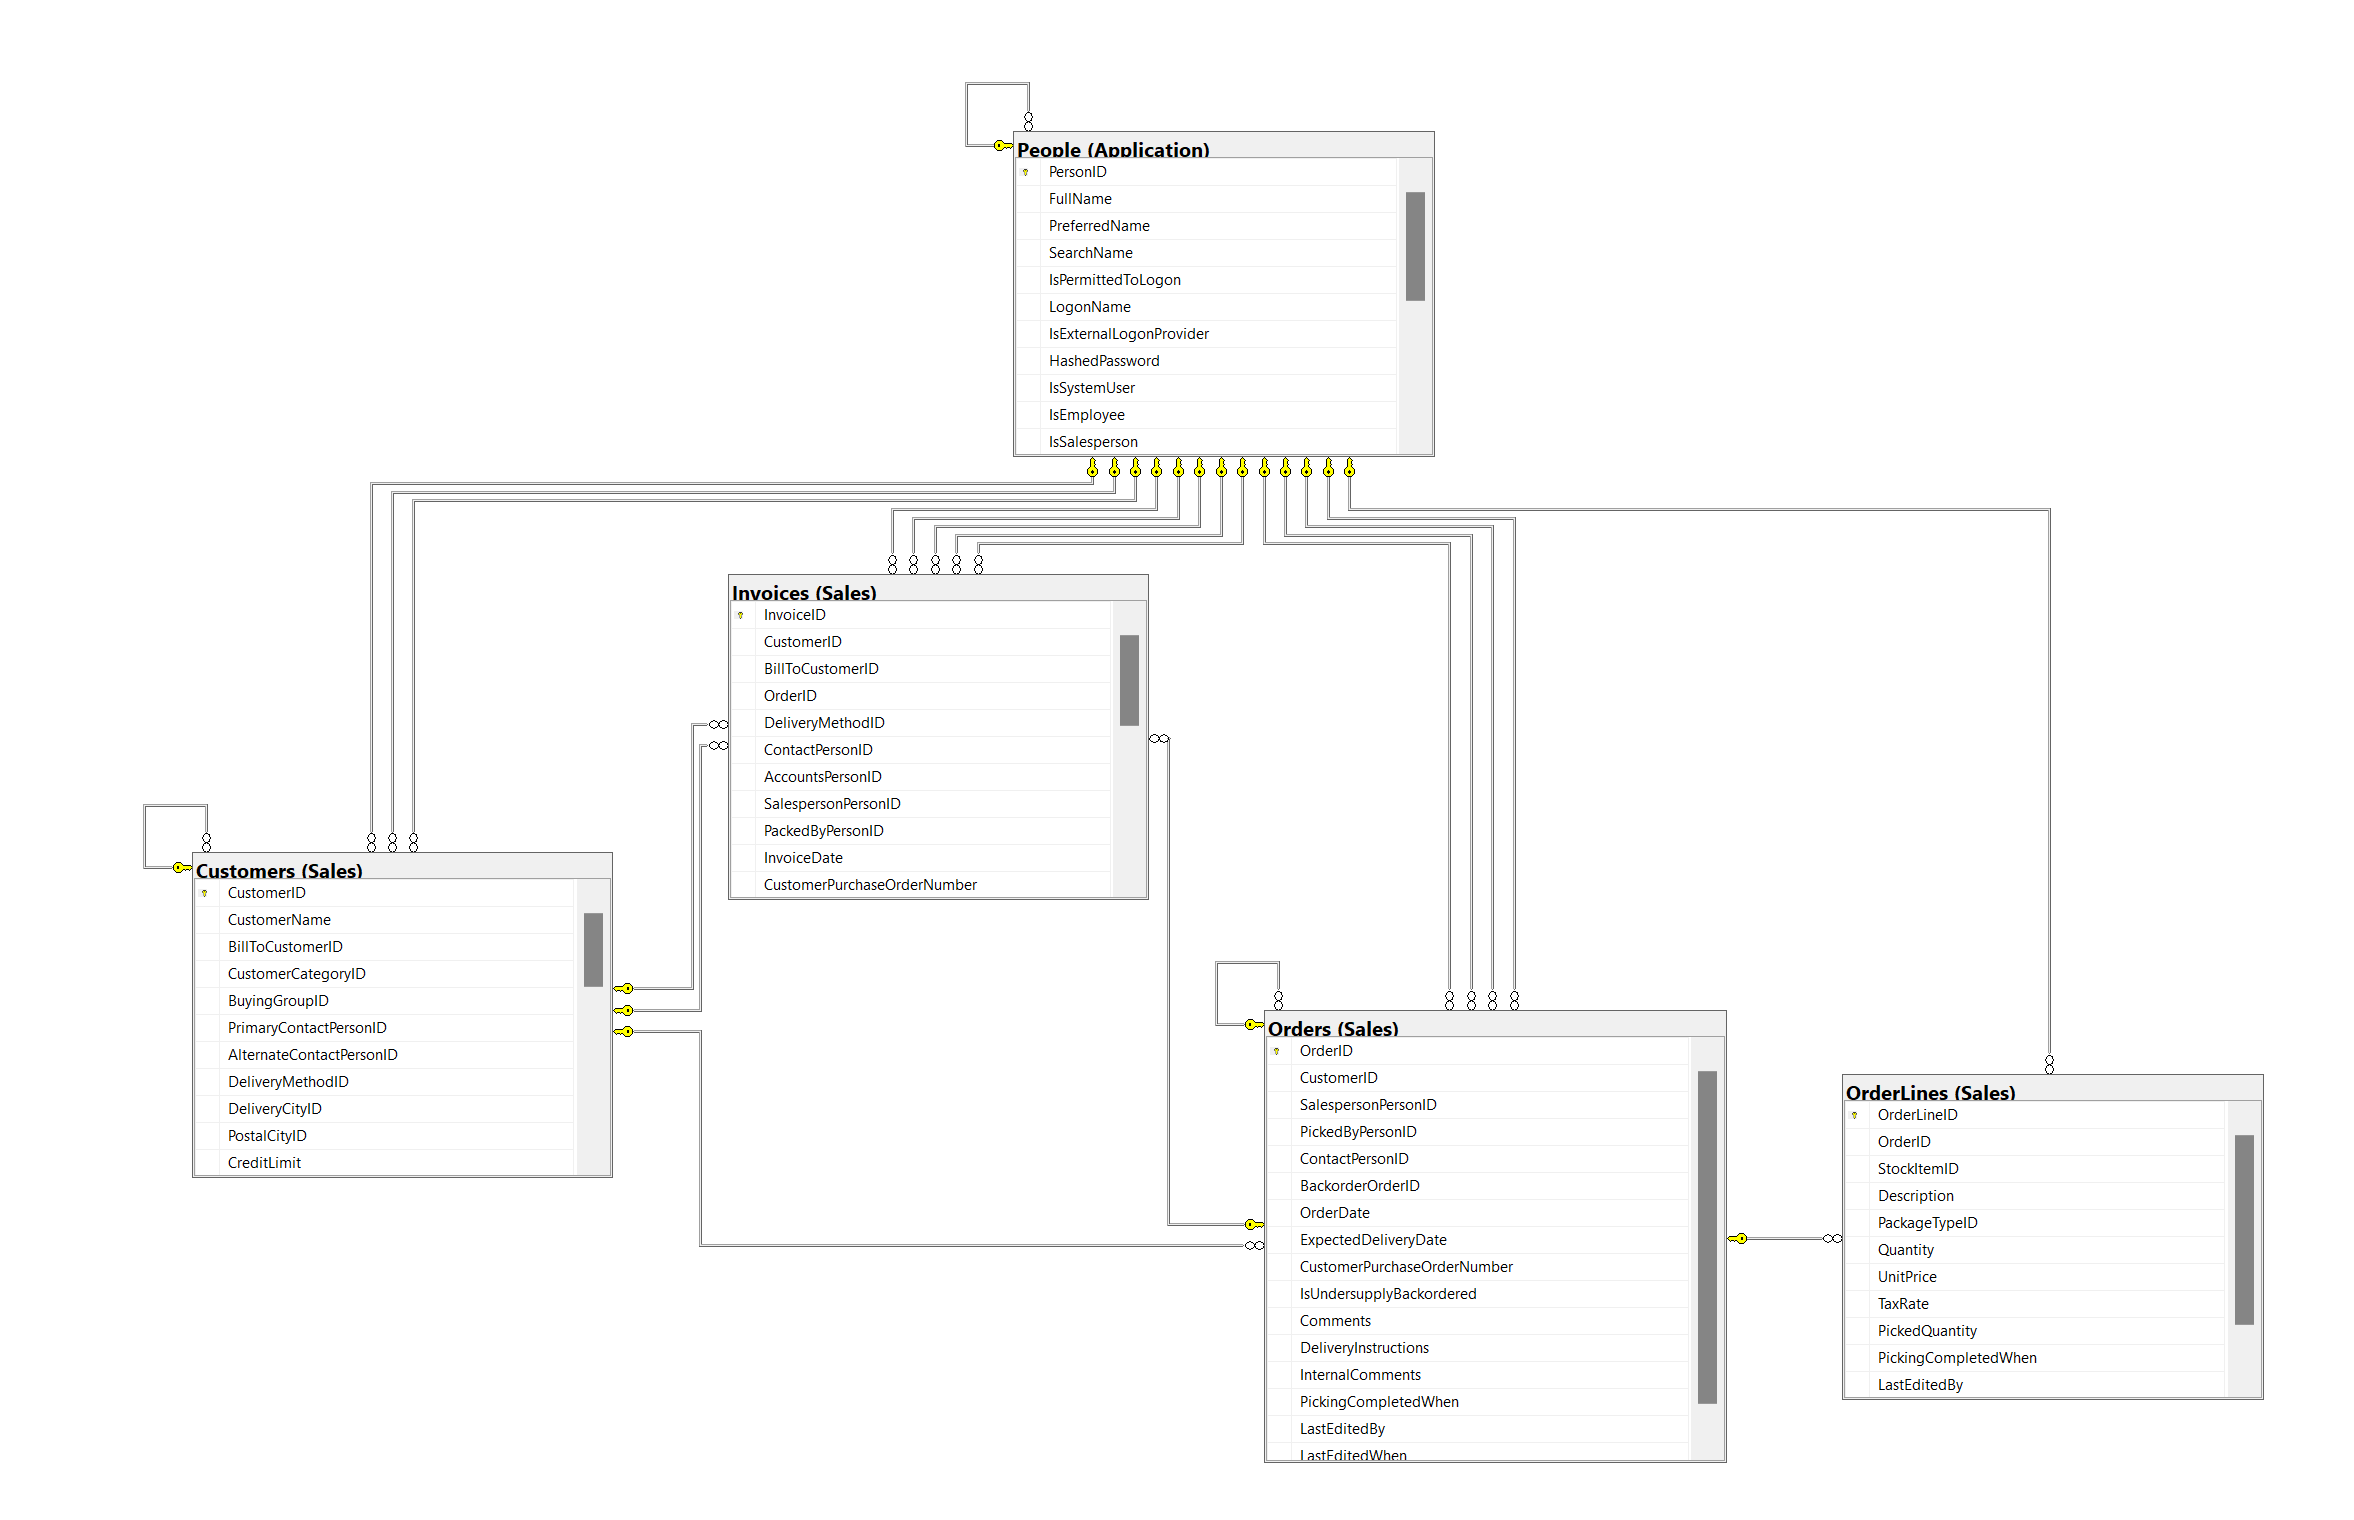 People (Application)
PersonID
FullName
PreferredName
SearchName
IsPermittedToLogon
LogonName
IsExternalLogonProvider
HashedPassword
IsSystemUser
IsEmployee
IsSalesperson
Invoices (Sales)
InvoiceID
CustomerID
BillToCustomerID
OrderID
DeliveryMethodID
ContactPersonID
AccountsPersonID
SalespersonPersonID
PackedByPersonID
InvoiceDate
CustomerPurchaseOrderNumber
Customers (Sales)
CustomerID
CustomerName
BillToCustomerID
CustomerCategoryID
BuyingGroupID
PrimaryContactPersonID
AlternateContactPersonID
DeliveryMethodID
DeliveryCityID
PostalCityID
CreditLimit
Orders (Sales)
OrderID
CustomerID
SalespersonPersonID
PickedByPersonID
ContactPersonID
BackorderOrderID
OrderDate
ExpectedDeliveryDate
CustomerPurchaseOrderNumber
IsUndersupplyBackordered
Comments
DeliveryInstructions
InternalComments
PickingCompletedWhen
LastEditedBy
LastEditedWhen
OrderLines (Sales)
OrderLineID
OrderID
StockItemID
Description
PackageTypeID
Quantity
UnitPrice
TaxRate
PickedQuantity
PickingCompletedWhen
LastEditedBy